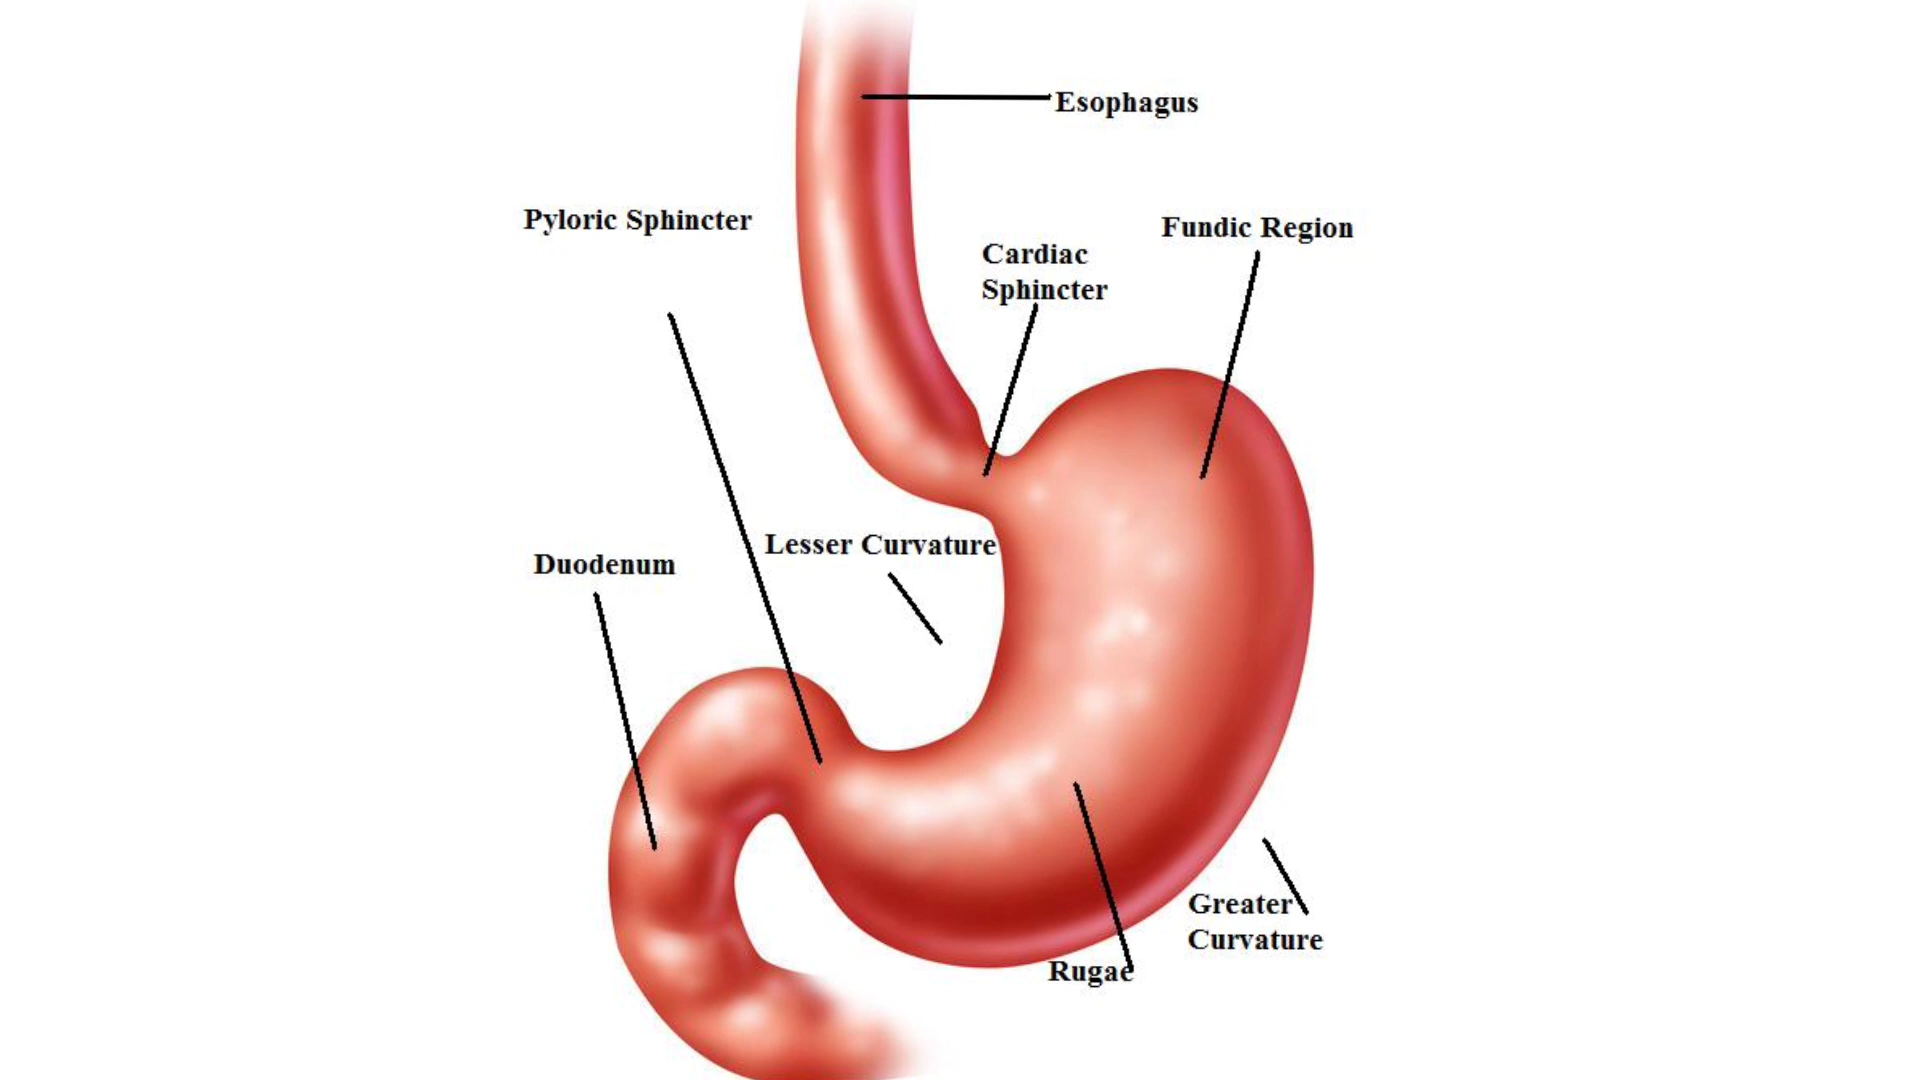 Esophagus
Pyloric Sphincter
Fundic Region
Cardiac
Sphincter
Lesser Curvature
Duodenum
Greater
Curvature
Rugae